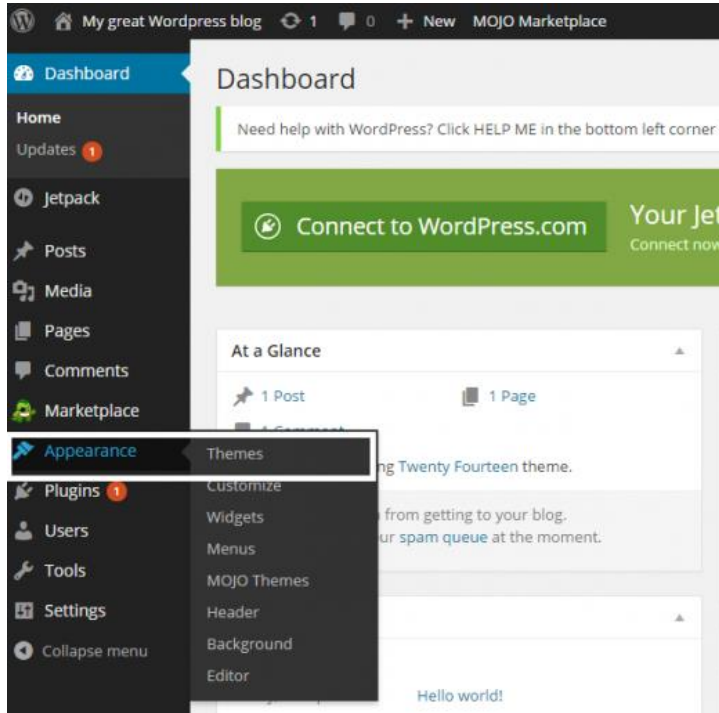 My great Wordpress blog 1 0 + New MOJO Marketplace
Dashboard
Home
Updates 1
Jetpack
Posts
Media
Pages
Comments
Marketplace
Appearance
Plugins 1
Users
Tools
Settings
Collapse menu
Themes
Customize
Widgets
Menus
MOJO Themes
Header
Background
Editor
Dashboard
Need help with WordPress? Click HELP ME in the bottom left corner
Connect to WordPress.com
Your Jet
Connect now
At a Glance
1 Post 1 Page
1 Comment
ng Twenty Fourteen theme.
from getting to your blog.
ur spam queue at the moment.
Hello world!